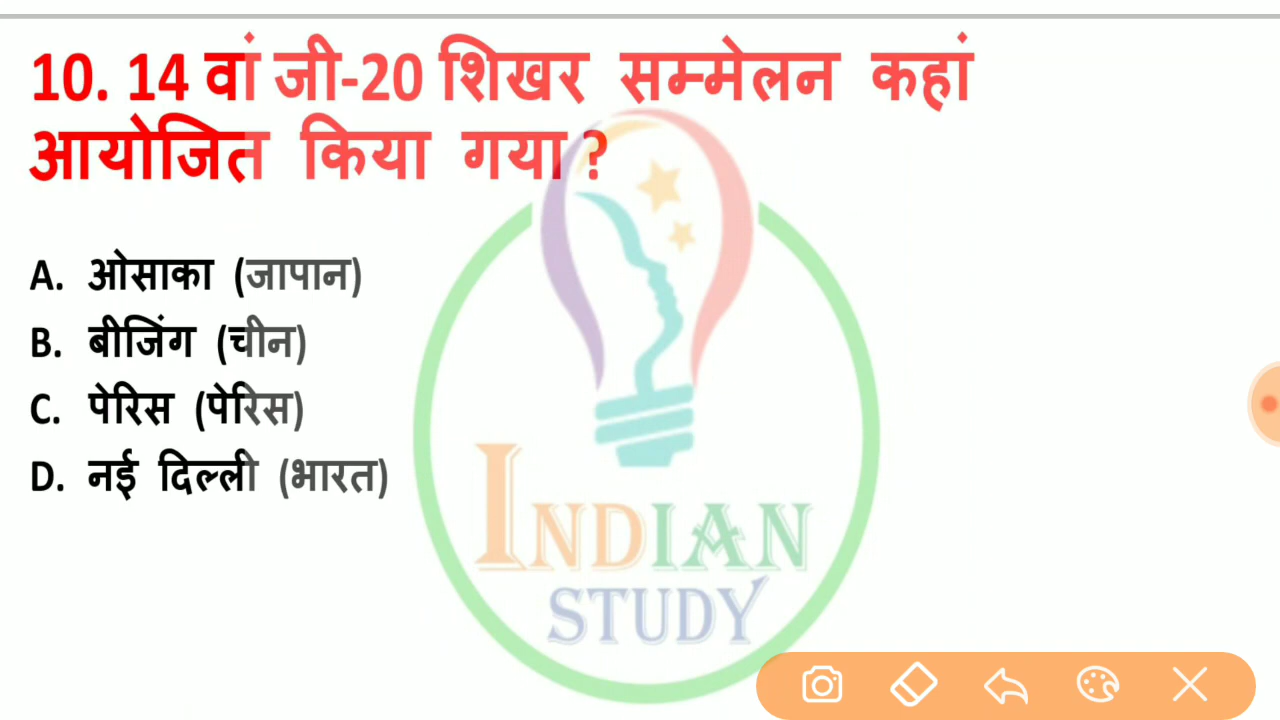 10. 14 वां जी-20 शिखर सम्मेलन कहां
आयोजित किया गया ?
A. ओसाका (जापान)
B. बीजिंग (चीन)
C. पेरिस (पेरिस)
D. नई दिल्ली (भारत)
INDIAN
STUDY